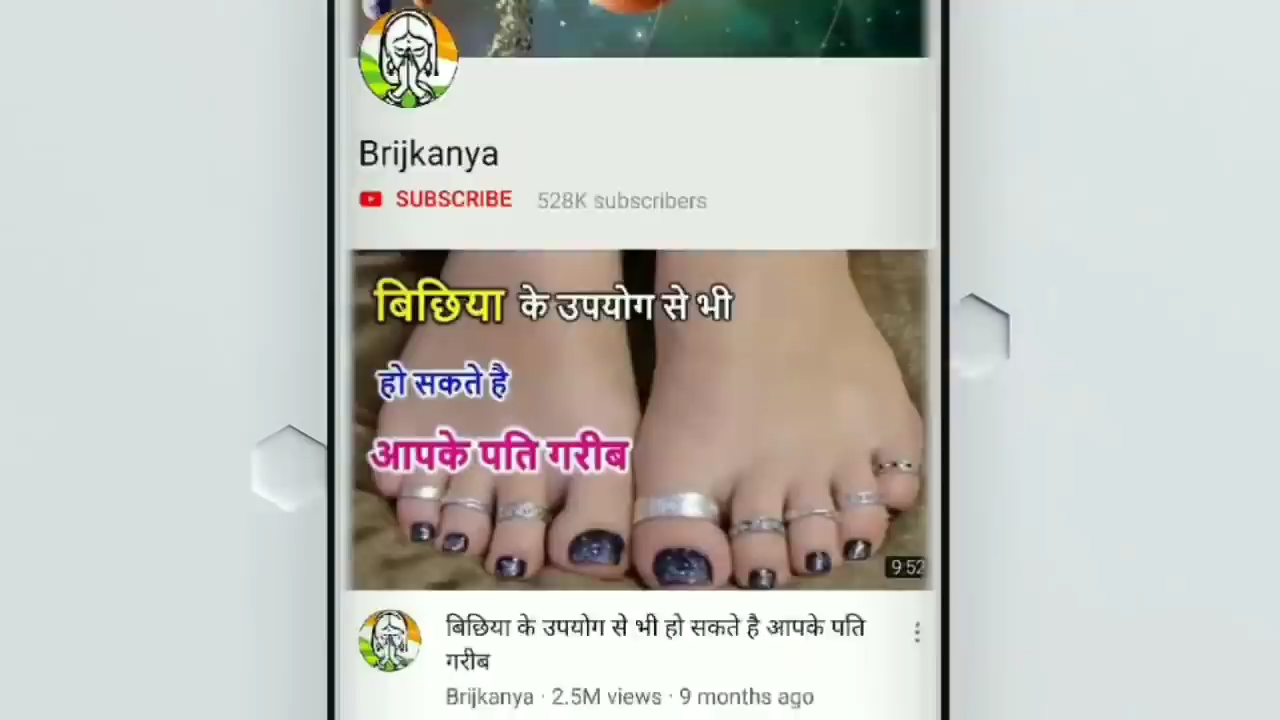 Brijkanya
SUBSCRIBE 528K subscribers
बिछिया के उपयोग से भी
हो सकते है
आपके पति गरीब
9:52
बिछिया के उपयोग से भी हो सकते है आपके पति
गरीब
Brijkanya · 2.5M views · 9 months ago